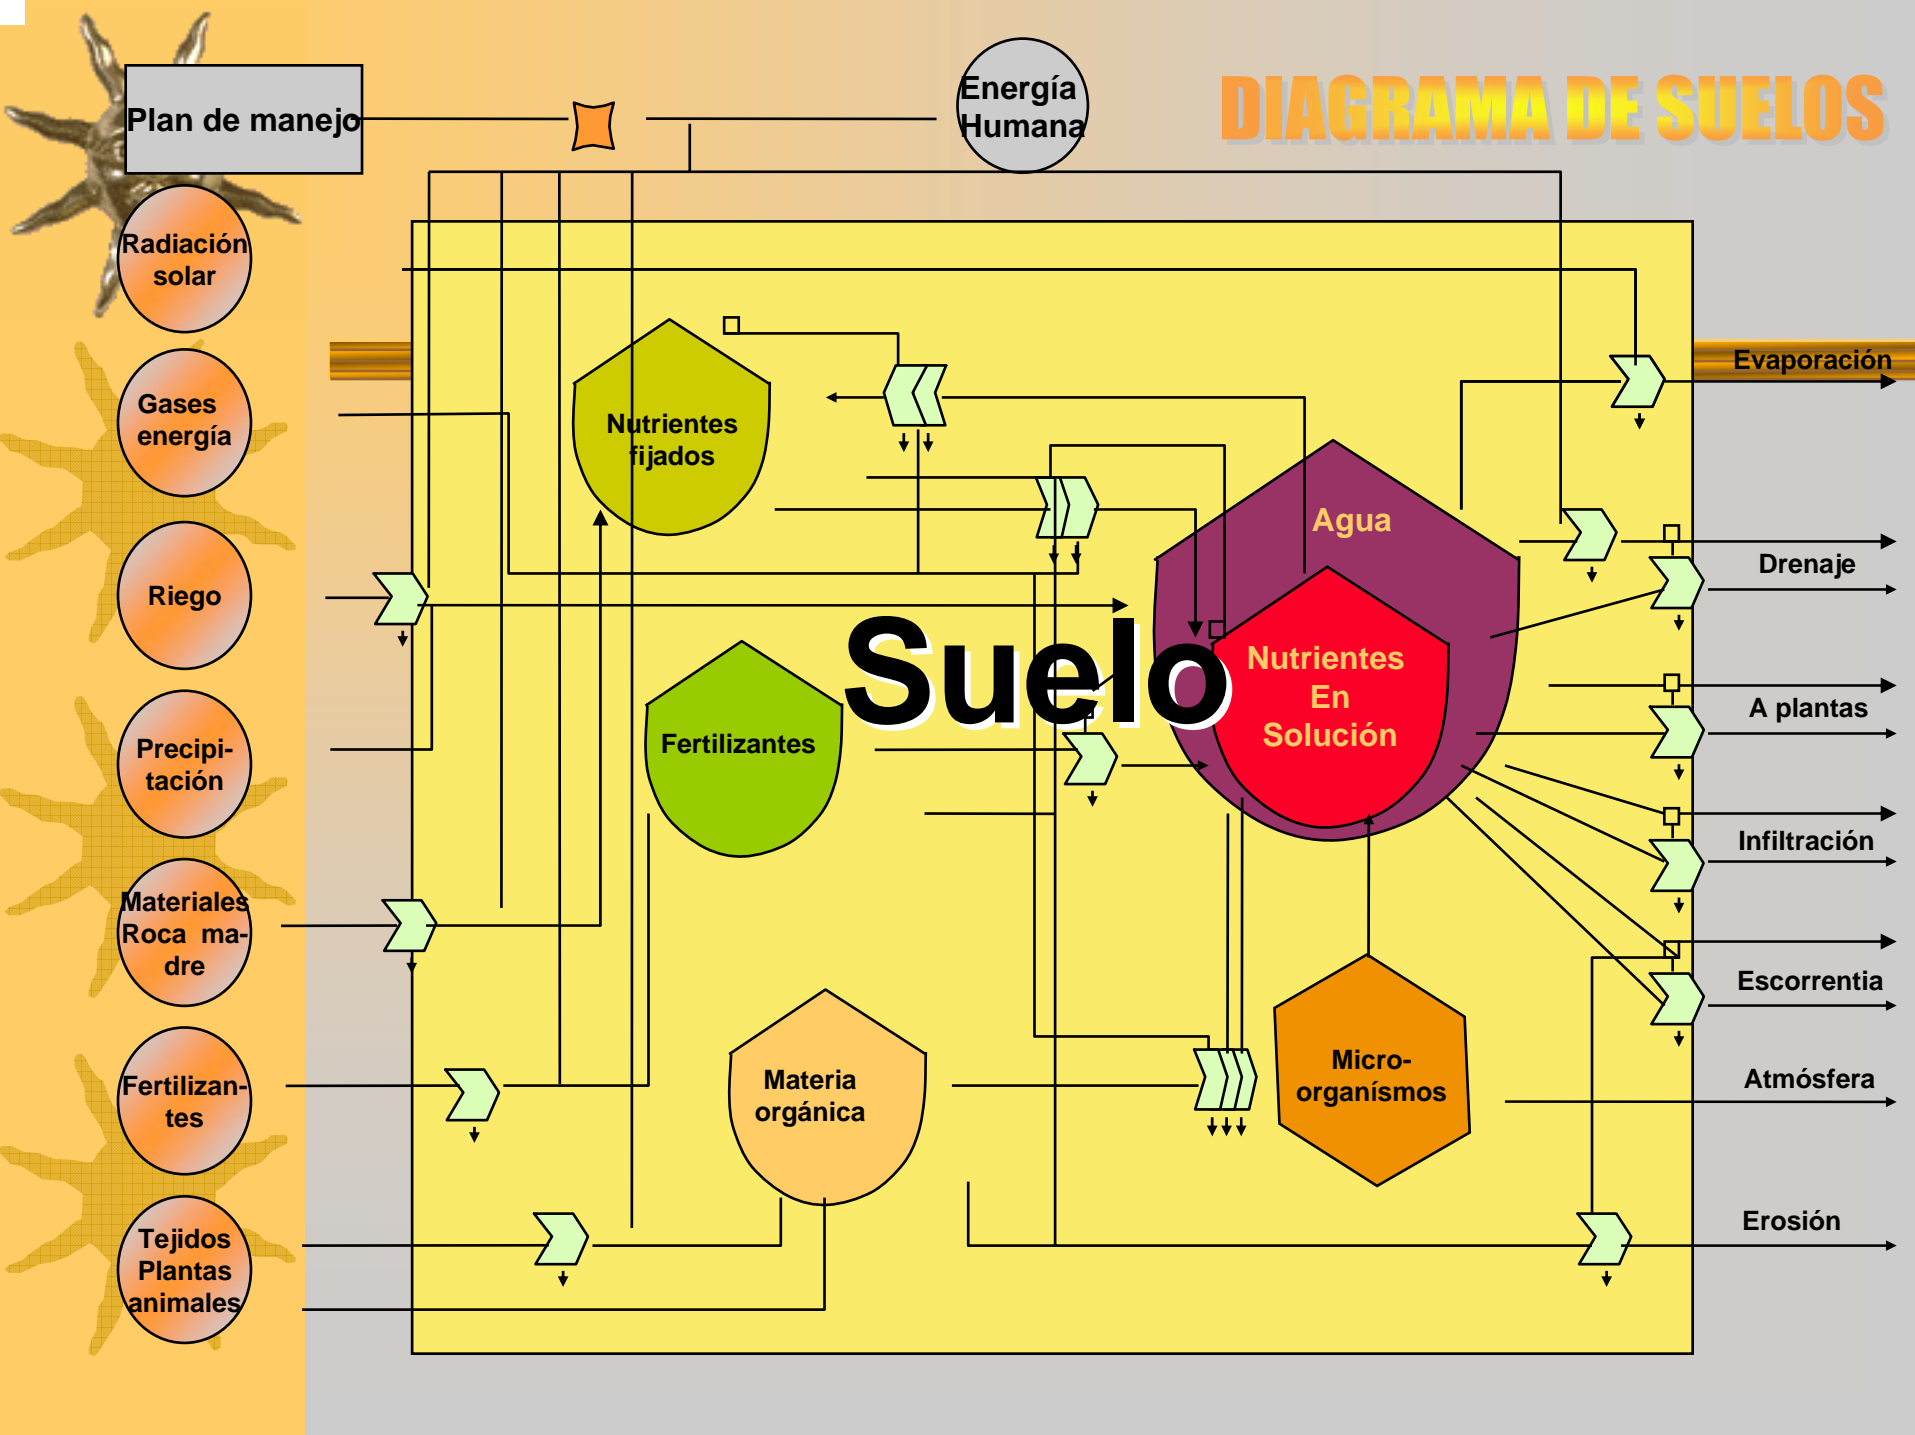 DIAGRAMA DE SUELOS
Plan de manejo
Energía
Humana
Radiación
solar
Gases
energía
Riego
Precipi-
tación
Materiales
Roca ma-
dre
Fertilizan-
tes
Tejidos
Plantas
animales
Nutrientes
fijados
Fertilizantes
Materia
orgánica
Suelo
Agua
Nutrientes
En
Solución
Micro-
organísmos
Evaporación
Drenaje
A plantas
Infiltración
Escorrentia
Atmósfera
Erosión